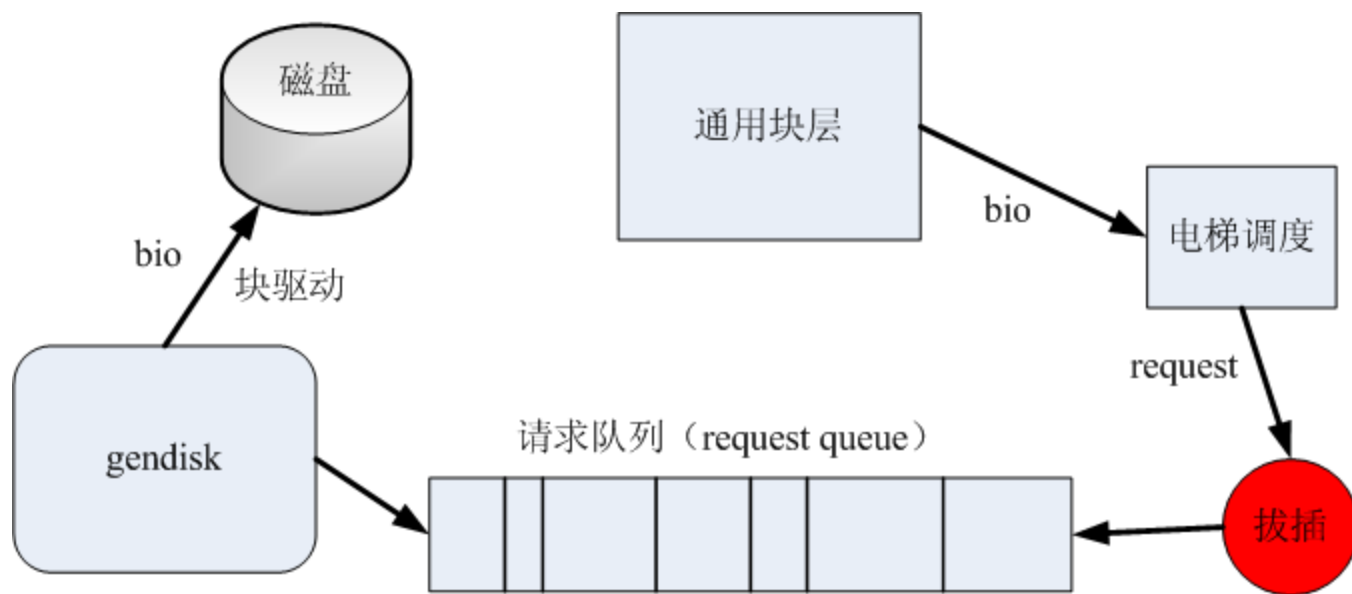 磁盘
通用块层
bio
电梯调度
bio
块驱动
request
gendisk
请求队列（request queue）
拔插